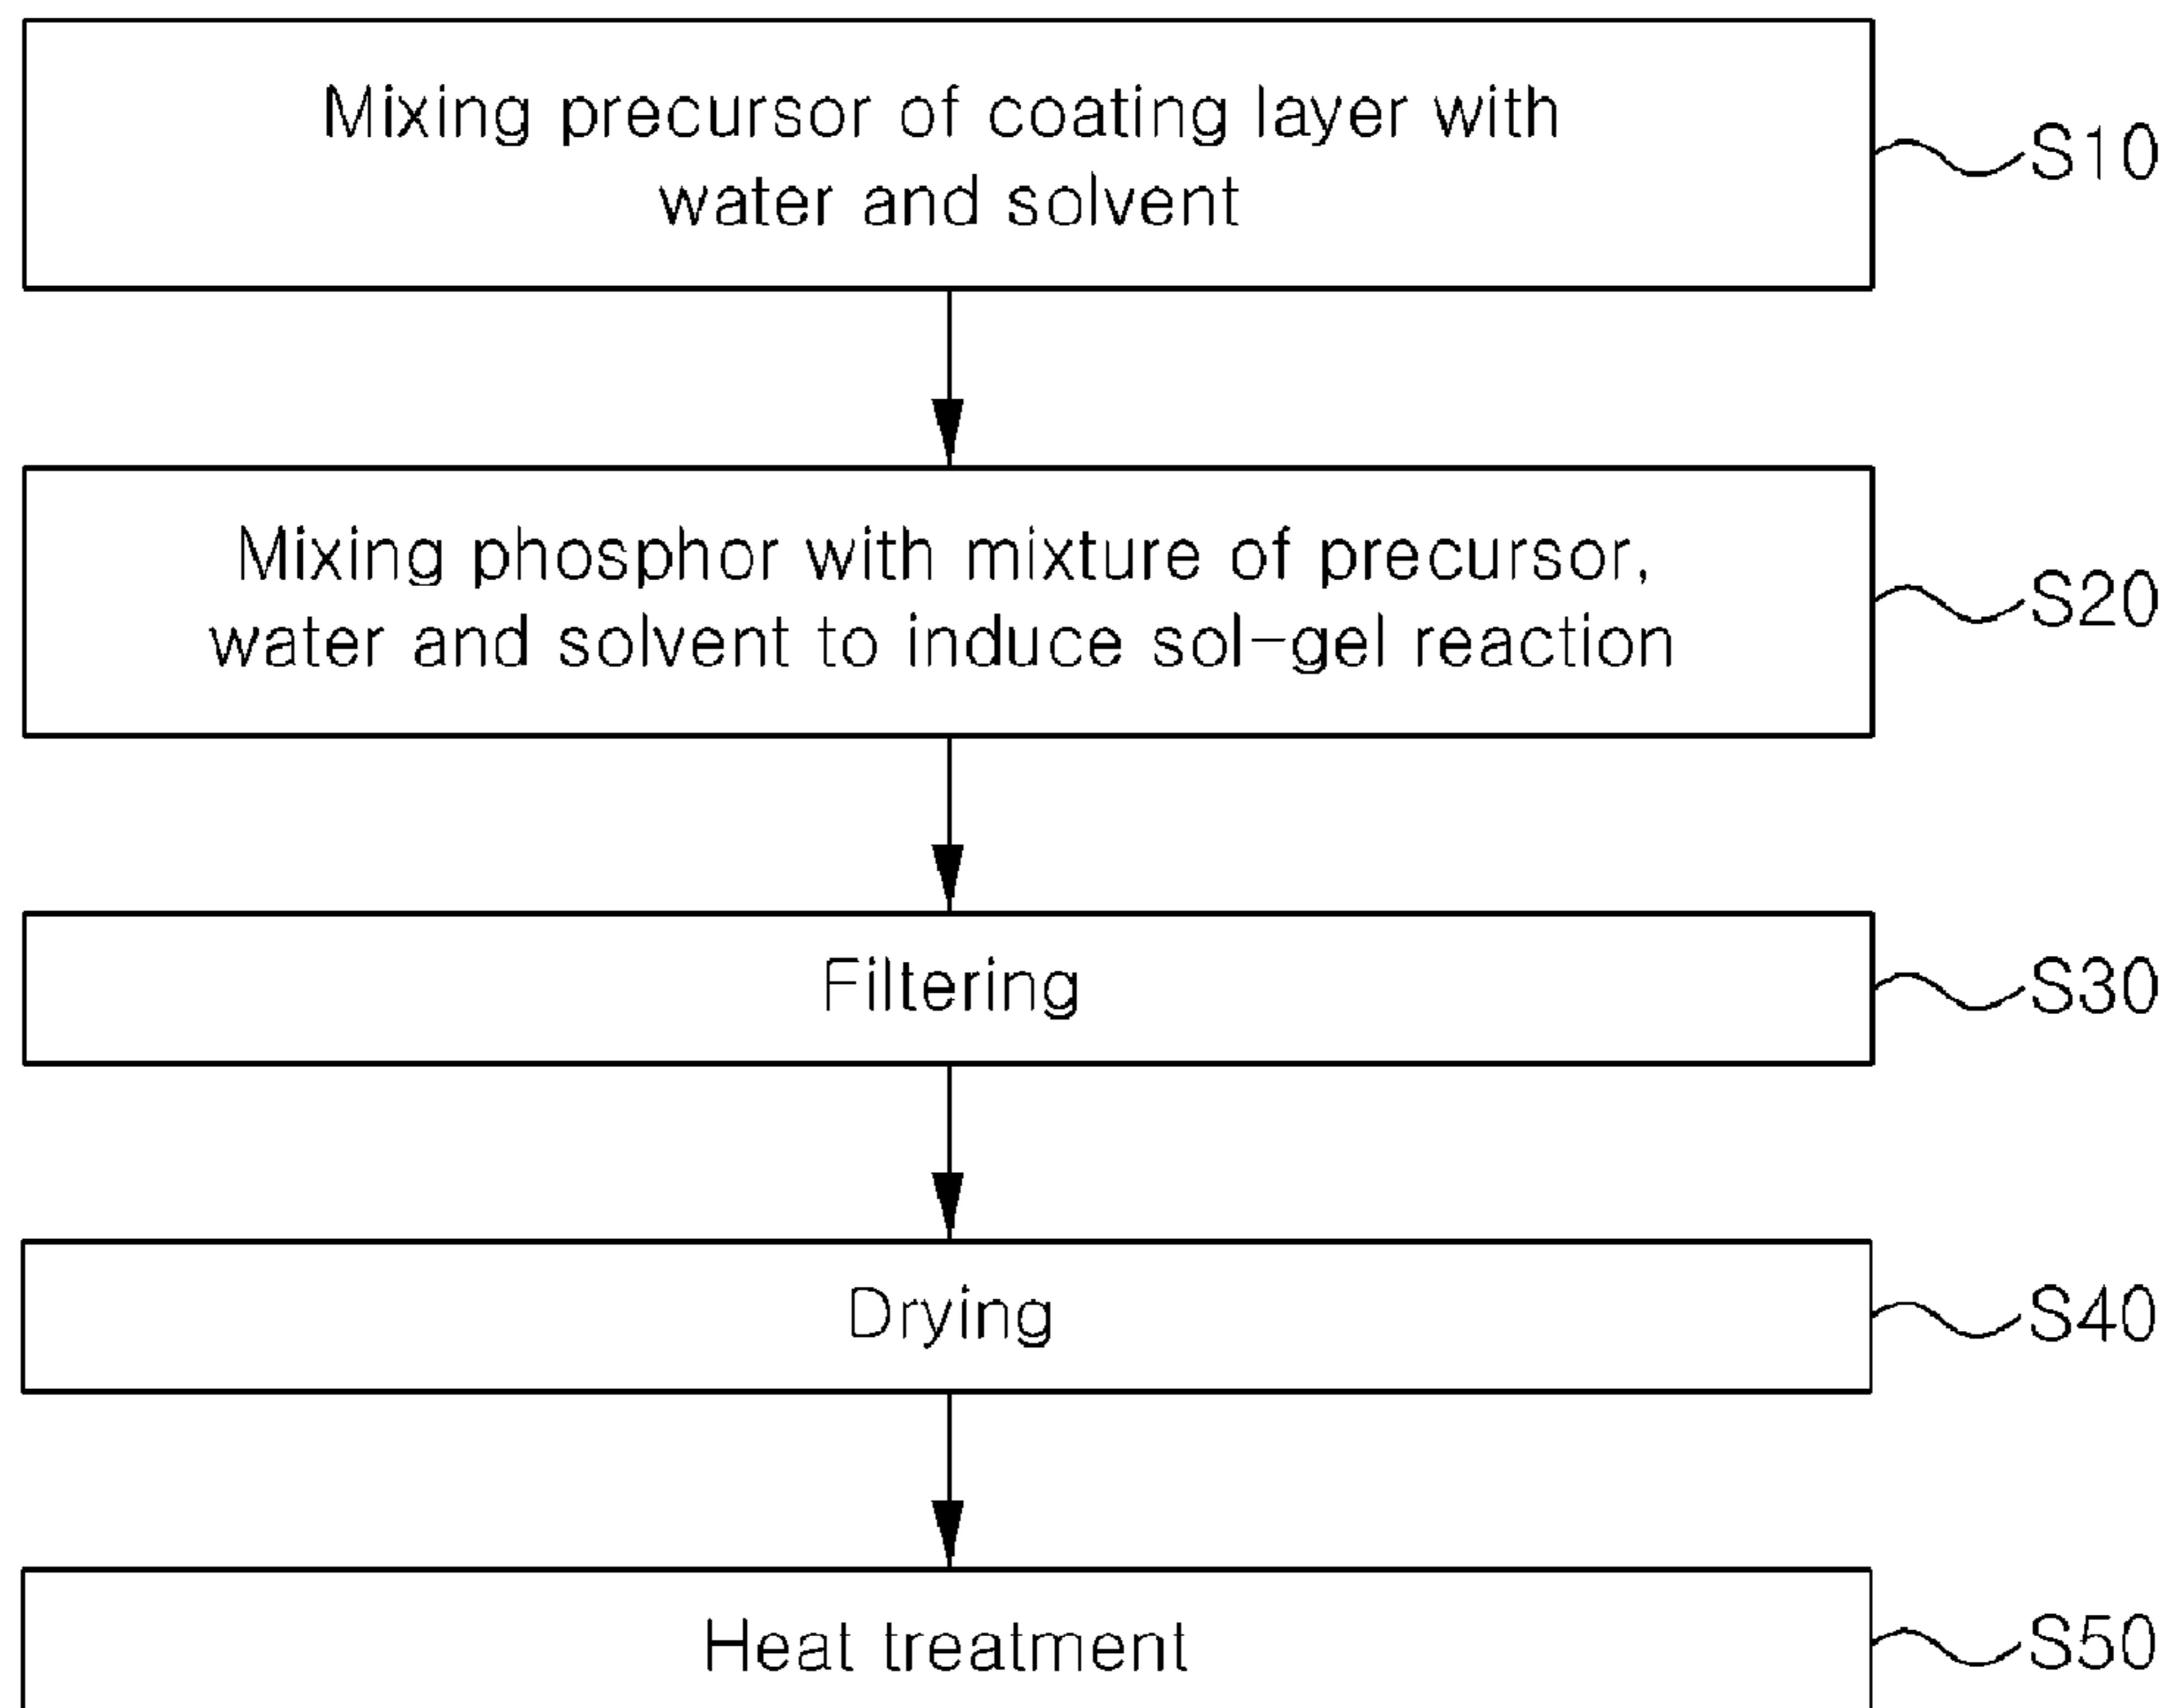 Mixing precursor of coating layer with
water and solvent
S10
Mixing phosphor with mixture of precursor,
water and solvent to induce sol-gel reaction
S20
Filtering
S30
Drying
S40
Heat treatment
S50